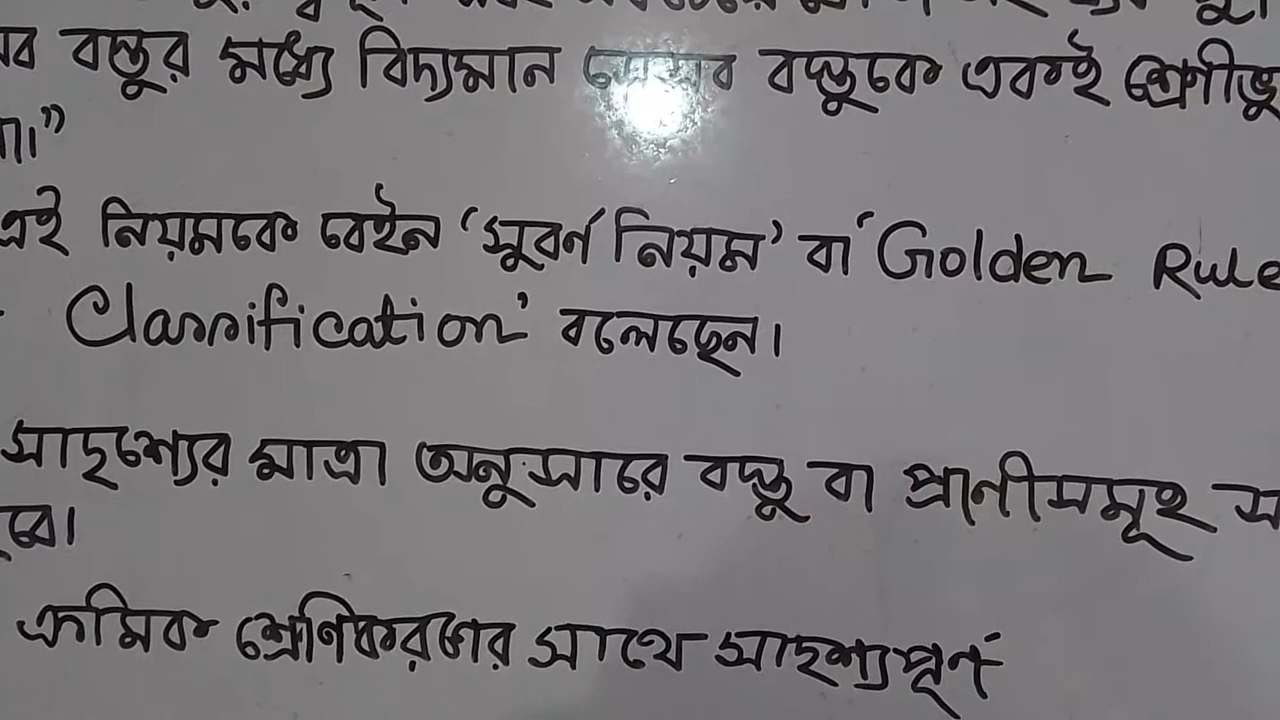 বস্তুর মধ্যে বিদ্যমান সেসব বস্তুকে একই শ্রেণীভু
এই নিয়মকে বেইন ‘সুবর্ন নিয়ম’ বা ‘Golden Rule
Classification’ বলেছেন।
সাদৃশ্যের মাত্রা অনুসারে বস্তু বা প্রাণীসমূহ স
বে।
ক্রমিক শ্রেণিকরণের সাথে সাদৃশ্যপূর্ন